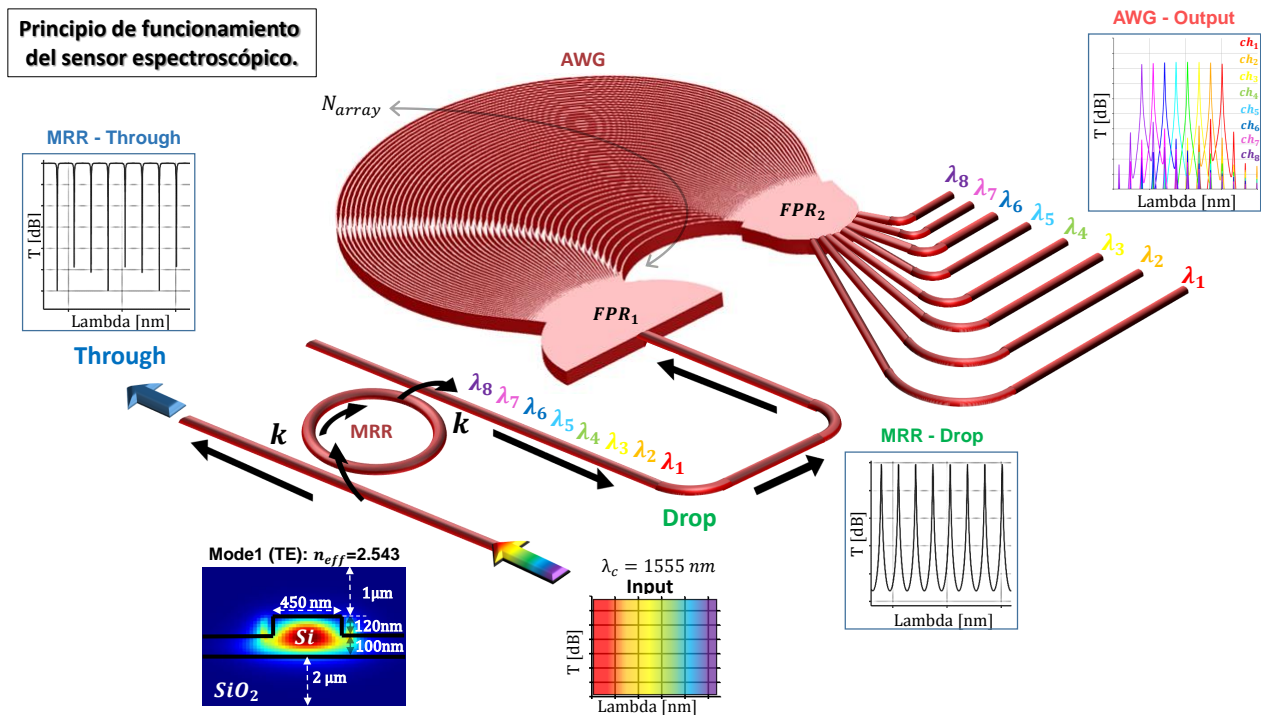 Principio de funcionamiento
del sensor espectroscópico.
AWG
N_array
FPR₁
FPR₂
AWG - Output
T [dB]
Lambda [nm]
ch₁
ch₂
ch₃
ch₄
ch₅
ch₆
ch₇
ch₈
MRR - Through
T [dB]
Lambda [nm]
Through
λ₈
λ₇
λ₆
λ₅
λ₄
λ₃
λ₂
λ₁
k
MRR
k
λ₈ λ₇ λ₆ λ₅ λ₄ λ₃ λ₂ λ₁
Drop
MRR - Drop
T [dB]
Lambda [nm]
Mode1 (TE): n_eff=2.543
1μm
450 nm
120nm
100nm
Si
2 μm
SiO₂
λ_c = 1555 nm
Input
T [dB]
Lambda [nm]